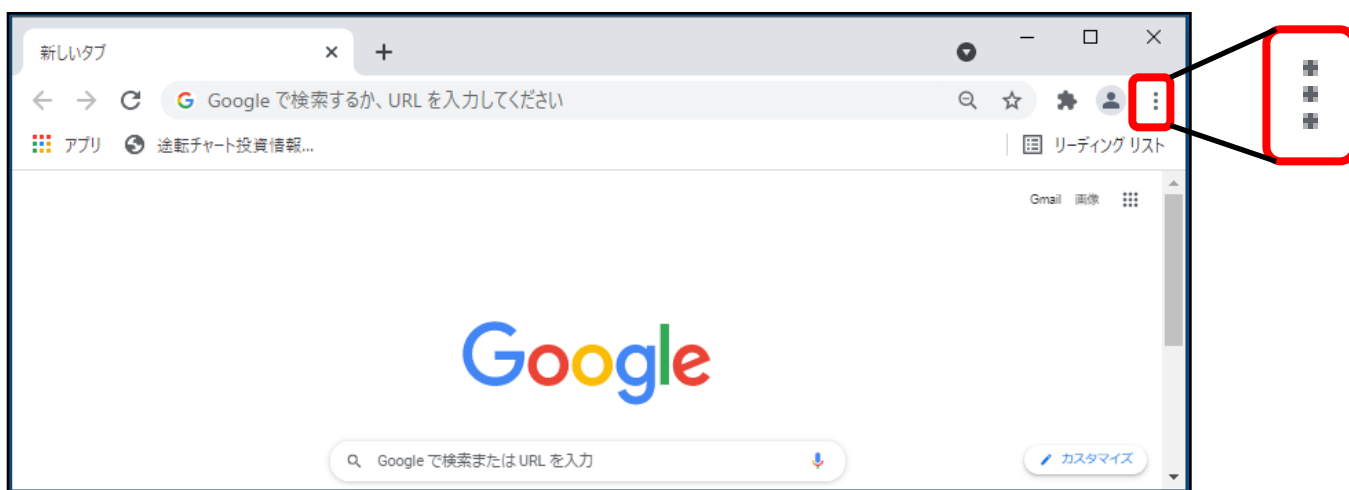 新しいタブ
Google で検索するか、URL を入力してください
アプリ 途転チャート投資情報... リーディング リスト
Gmail 画像
Google
Google で検索または URL を入力
カスタマイズ